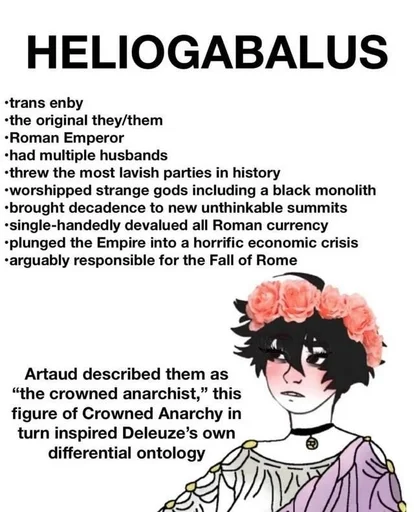 HELIOGABALUS
•trans enby
•the original they/them
•Roman Emperor
•had multiple husbands
•threw the most lavish parties in history
•worshipped strange gods including a black monolith
•brought decadence to new unthinkable summits
•single-handedly devalued all Roman currency
•plunged the Empire into a horrific economic crisis
•arguably responsible for the Fall of Rome
Artaud described them as
“the crowned anarchist,” this
figure of Crowned Anarchy in
turn inspired Deleuze’s own
differential ontology